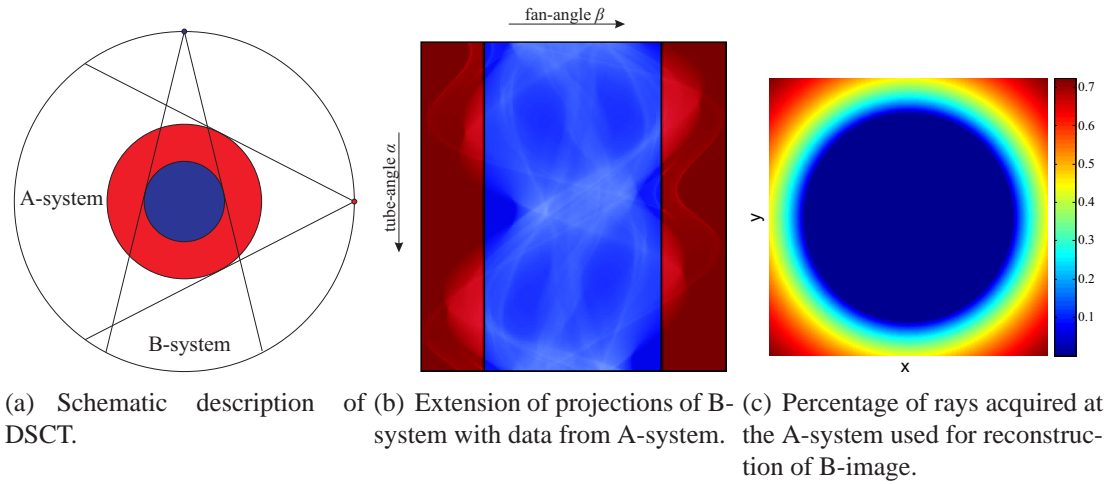 A-system
B-system
fan-angle β
tube-angle α
y
x
0.7
0.6
0.5
0.4
0.3
0.2
0.1
(a) Schematic description of DSCT.
(b) Extension of projections of B-system with data from A-system.
(c) Percentage of rays acquired at the A-system used for reconstruction of B-image.